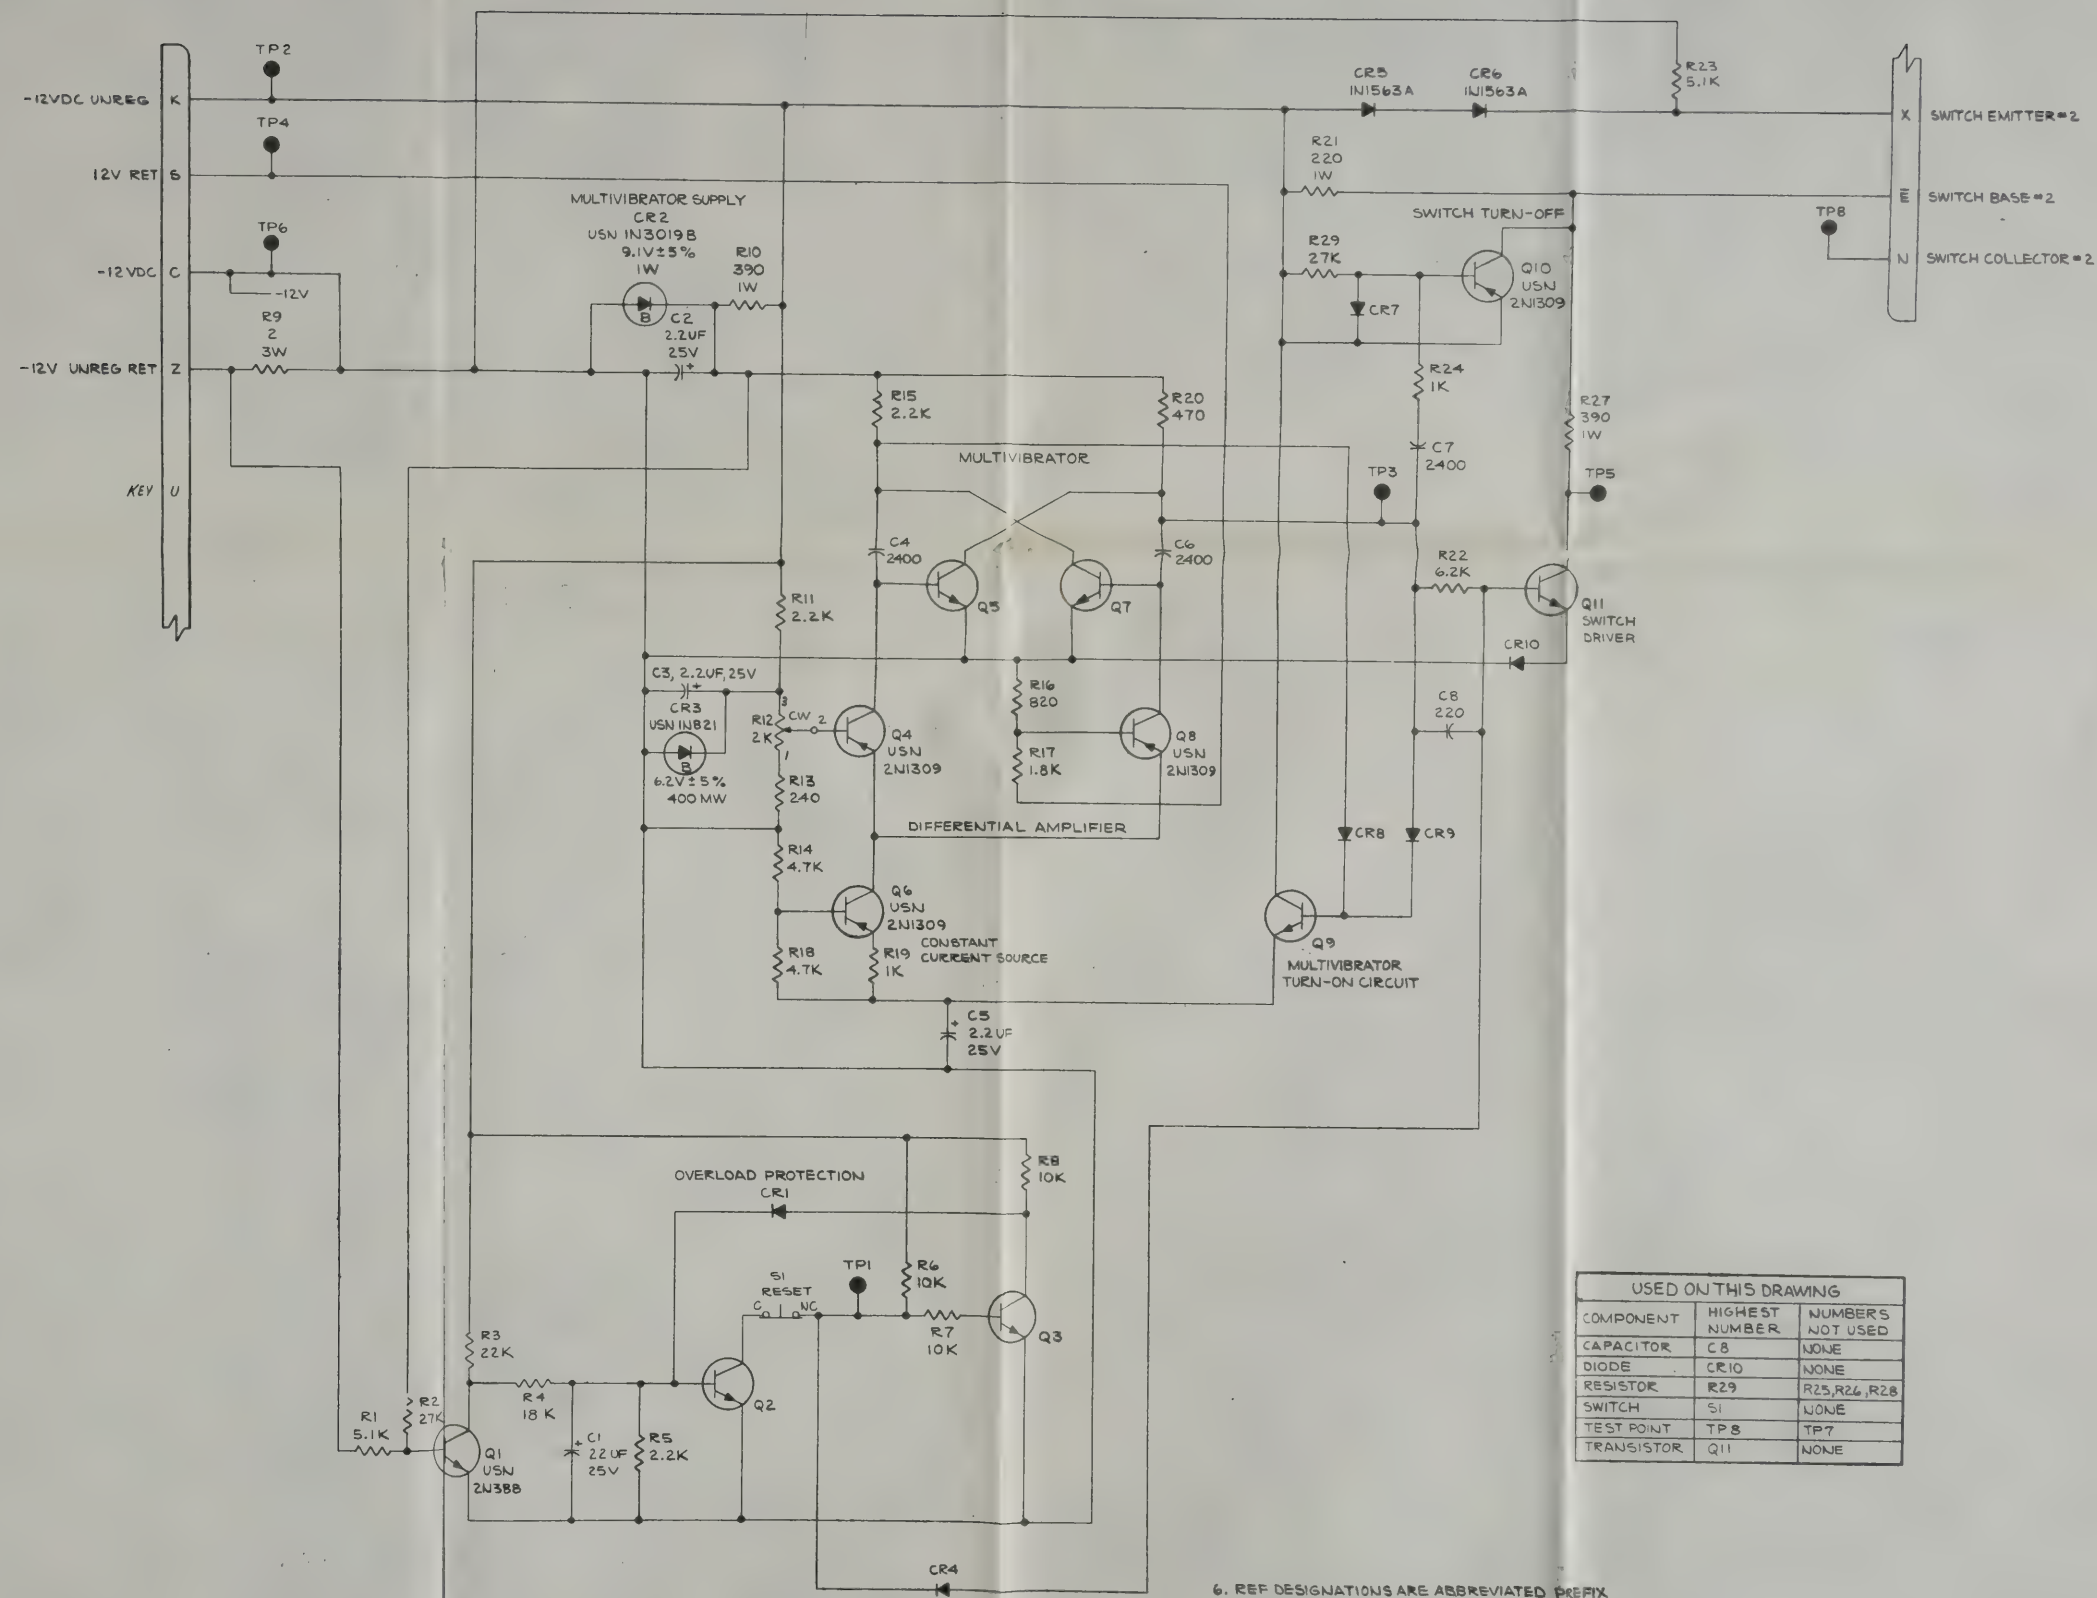 TP2
-12VDC UNREG K
TP4
12V RET S
TP6
-12VDC C
-12V
R9
2
3W
-12V UNREG RET Z
KEY U
MULTIVIBRATOR SUPPLY
CR2
USN 1N3019B
9.1V±5%
1W
B
R10
390
1W
C2
2.2UF
25V
+
R15
2.2K
R20
470
MULTIVIBRATOR
C4
2400
C6
2400
Q5
Q7
R11
2.2K
C3, 2.2UF, 25V
+
CR3
USN 1N821
B
6.2V±5%
400 MW
3
R12
2K
CW 2
1
R13
240
Q4
USN
2N1309
R16
820
R17
1.8K
Q8
USN
2N1309
DIFFERENTIAL AMPLIFIER
R14
4.7K
Q6
USN
2N1309
CONSTANT
CURRENT SOURCE
R18
4.7K
R19
1K
C5
+ 2.2UF
25V
CR5
1N1563A
CR6
1N1563A
R23
5.1K
X SWITCH EMITTER #2
R21
220
1W
E SWITCH BASE #2
SWITCH TURN-OFF
TP8
N SWITCH COLLECTOR #2
R29
27K
Q10
USN
2N1309
CR7
R24
1K
R27
390
1W
C7
2400
TP3
TP5
R22
6.2K
Q11
SWITCH
DRIVER
CR10
C8
220
CR8
CR9
Q9
MULTIVIBRATOR
TURN-ON CIRCUIT
R8
10K
OVERLOAD PROTECTION
CR1
S1
RESET
C NC
TP1
R6
10K
R7
10K
Q3
R3
22K
R4
18K
Q2
R2
27K
R1
5.1K
Q1
USN
2N388
+ C1
22UF
25V
R5
2.2K
CR4
USED ON THIS DRAWING
COMPONENT HIGHEST NUMBER NUMBERS NOT USED
CAPACITOR C8 NONE
DIODE CR10 NONE
RESISTOR R29 R25,R26,R28
SWITCH S1 NONE
TEST POINT TP8 TP7
TRANSISTOR Q11 NONE
6. REF DESIGNATIONS ARE ABBREVIATED PREFIX